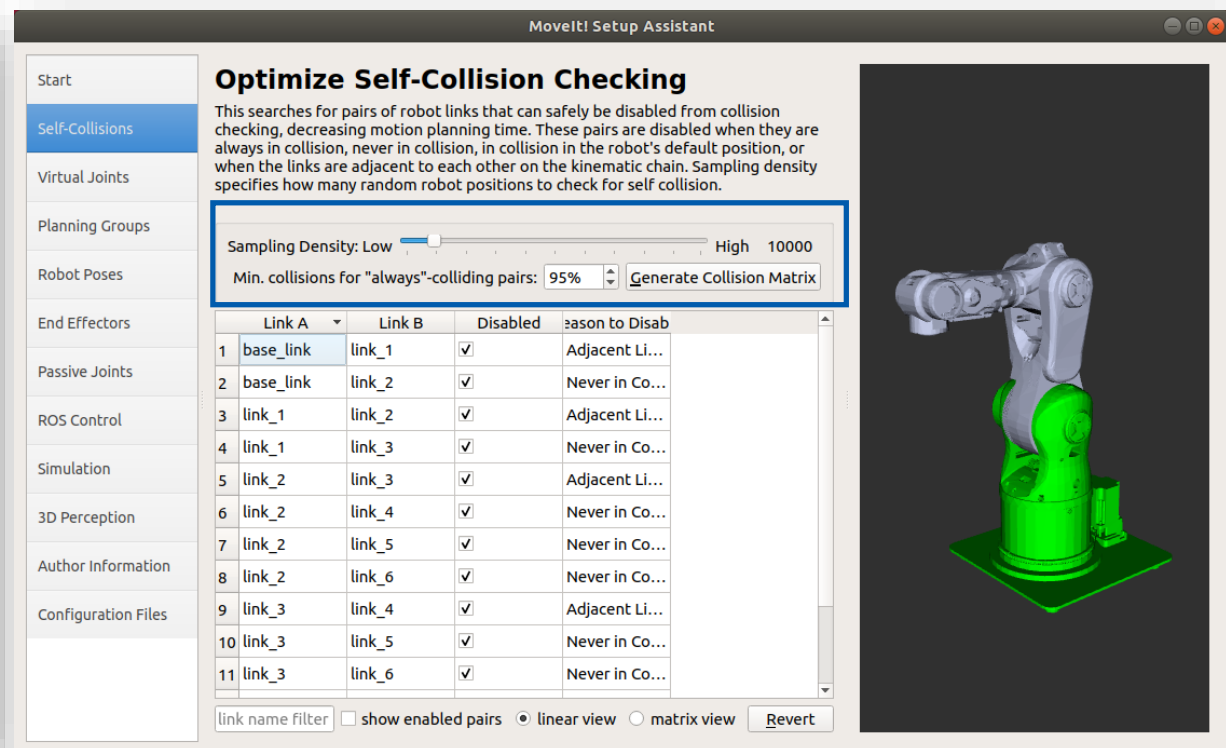 MoveIt! Setup Assistant
Start
Self-Collisions
Virtual Joints
Planning Groups
Robot Poses
End Effectors
Passive Joints
ROS Control
Simulation
3D Perception
Author Information
Configuration Files
Optimize Self-Collision Checking
This searches for pairs of robot links that can safely be disabled from collision
checking, decreasing motion planning time. These pairs are disabled when they are
always in collision, never in collision, in collision in the robot's default position, or
when the links are adjacent to each other on the kinematic chain. Sampling density
specifies how many random robot positions to check for self collision.
Sampling Density: Low High 10000
Min. collisions for "always"-colliding pairs: 95% Generate Collision Matrix
Link A Link B Disabled eason to Disab
1 base_link link_1 Adjacent Li...
2 base_link link_2 Never in Co...
3 link_1 link_2 Adjacent Li...
4 link_1 link_3 Never in Co...
5 link_2 link_3 Adjacent Li...
6 link_2 link_4 Never in Co...
7 link_2 link_5 Never in Co...
8 link_2 link_6 Never in Co...
9 link_3 link_4 Adjacent Li...
10 link_3 link_5 Never in Co...
11 link_3 link_6 Never in Co...
link name filter show enabled pairs linear view matrix view Revert